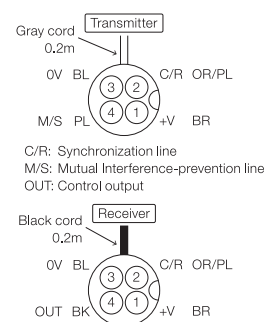 Transmitter
Gray cord
0.2m
0V BL C/R OR/PL
3 2
4 1
M/S PL +V BR
C/R: Synchronization line
M/S: Mutual Interference-prevention line
OUT: Control output
Receiver
Black cord
0.2m
0V BL C/R OR/PL
3 2
4 1
OUT BK +V BR